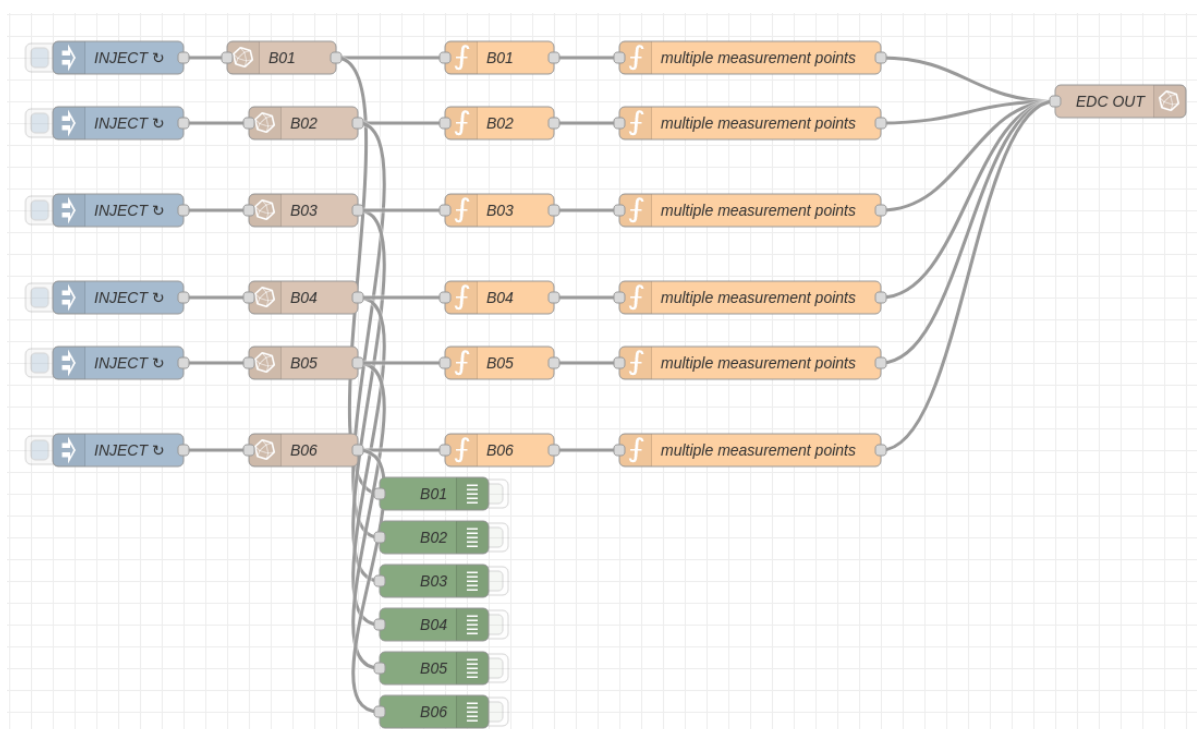 INJECT ↻ B01 B01 multiple measurement points
EDC OUT
INJECT ↻ B02 B02 multiple measurement points
INJECT ↻ B03 B03 multiple measurement points
INJECT ↻ B04 B04 multiple measurement points
INJECT ↻ B05 B05 multiple measurement points
INJECT ↻ B06 B06 multiple measurement points
B01
B02
B03
B04
B05
B06